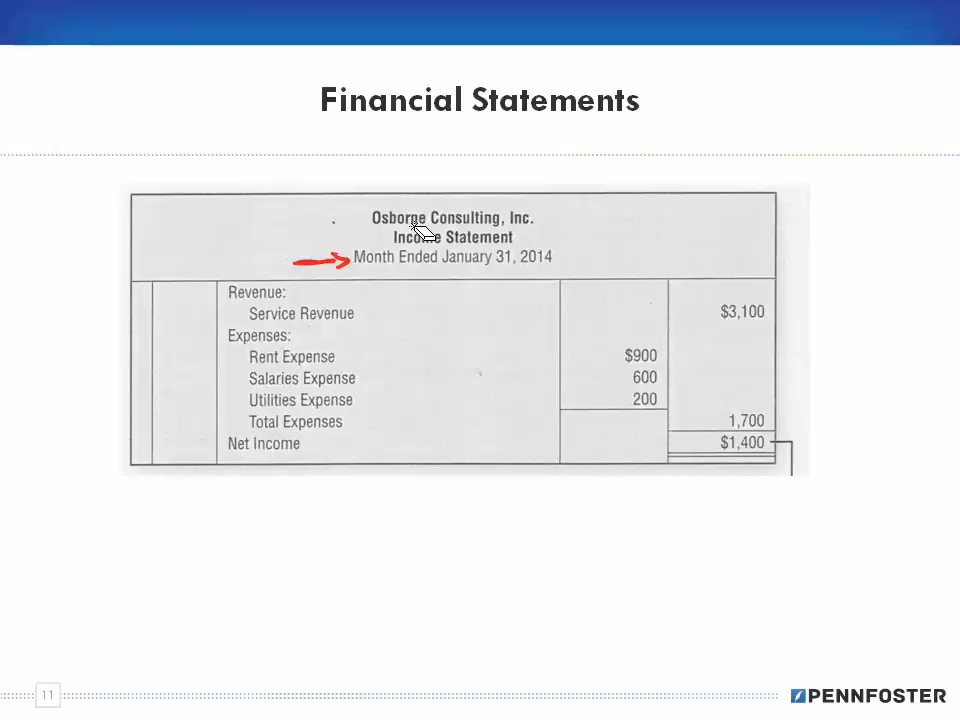 Financial Statements
Osborne Consulting, Inc.
Income Statement
Month Ended January 31, 2014
Revenue:
Service Revenue $3,100
Expenses:
Rent Expense $900
Salaries Expense 600
Utilities Expense 200
Total Expenses 1,700
Net Income $1,400
11
PENNFOSTER